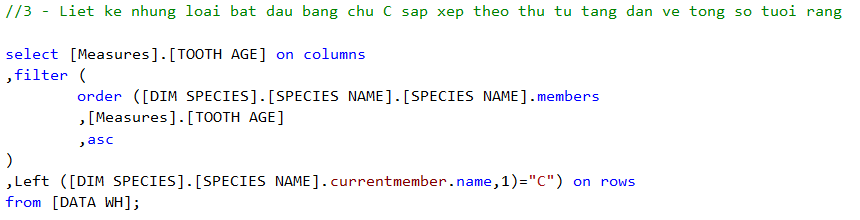 //3 - Liet ke nhung loai bat dau bang chu C sap xep theo thu tu tang dan ve tong so tuoi rang
select [Measures].[TOOTH AGE] on columns
,filter (
order ([DIM SPECIES].[SPECIES NAME].[SPECIES NAME].members
,[Measures].[TOOTH AGE]
,asc
)
,Left ([DIM SPECIES].[SPECIES NAME].currentmember.name,1)="C") on rows
from [DATA WH];